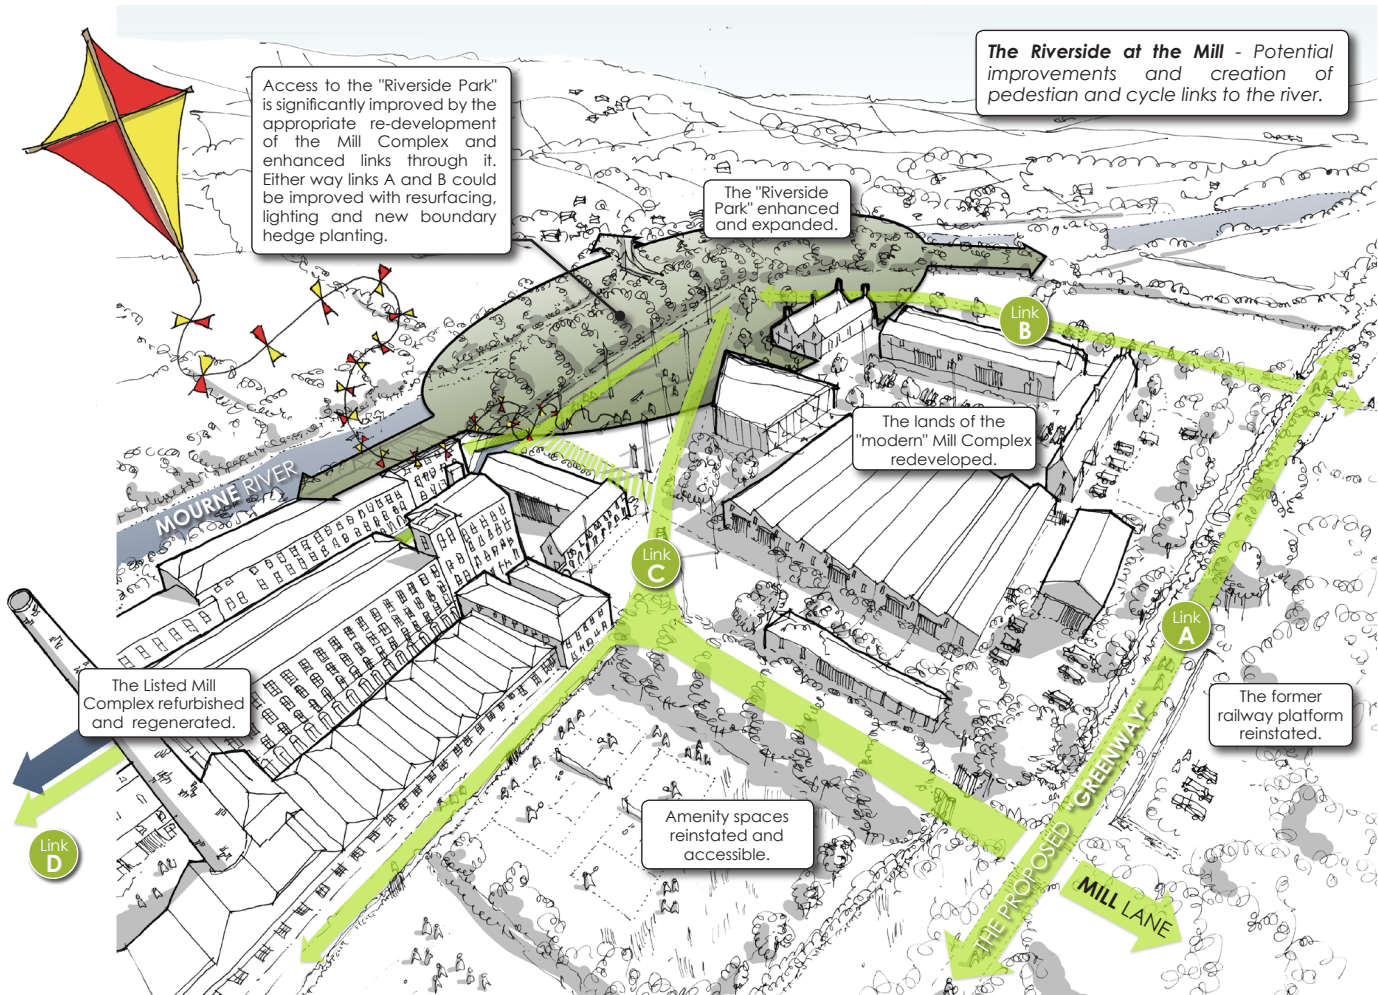 The Riverside at the Mill - Potential
improvements and creation of
pedestian and cycle links to the river.
Access to the "Riverside Park"
is significantly improved by the
appropriate re-development
of the Mill Complex and
enhanced links through it.
Either way links A and B could
be improved with resurfacing,
lighting and new boundary
hedge planting.
The "Riverside
Park" enhanced
and expanded.
Link
B
The lands of the
"modern" Mill Complex
redeveloped.
MOURNE RIVER
Link
C
Link
A
The Listed Mill
Complex refurbished
and regenerated.
The former
railway platform
reinstated.
Amenity spaces
reinstated and
accessible.
Link
D
THE PROPOSED "GREENWAY"
MILL LANE